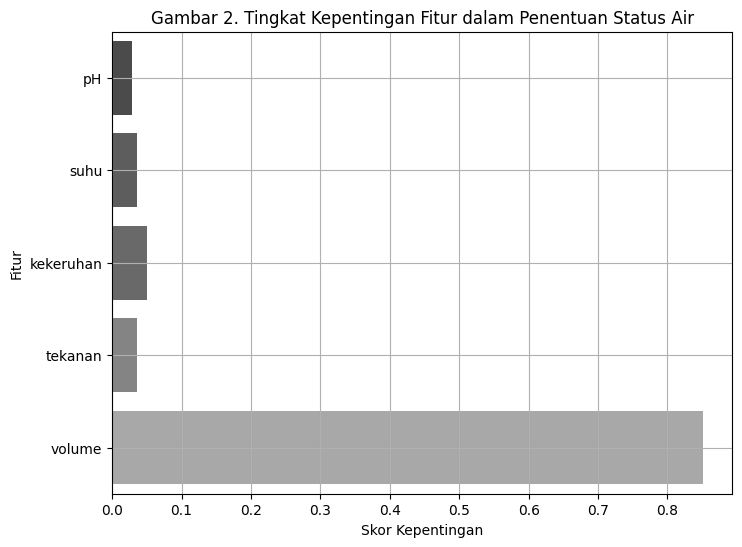 Gambar 2. Tingkat Kepentingan Fitur dalam Penentuan Status Air
pH
suhu
kekeruhan
tekanan
volume
Fitur
0.0 0.1 0.2 0.3 0.4 0.5 0.6 0.7 0.8
Skor Kepentingan